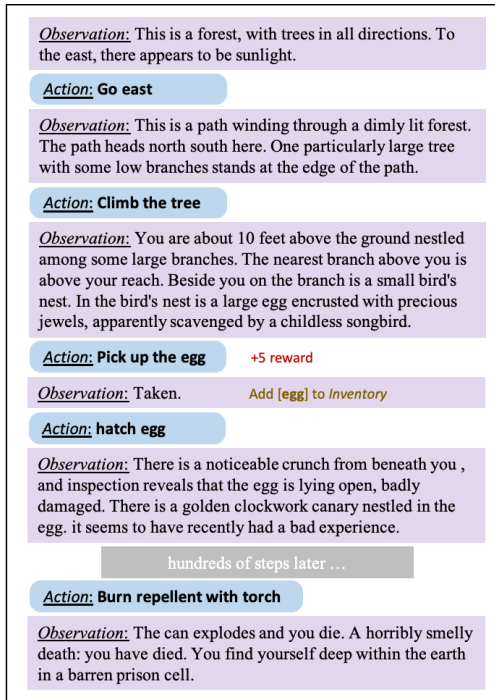 Observation: This is a forest, with trees in all directions. To
the east, there appears to be sunlight.
Action: Go east
Observation: This is a path winding through a dimly lit forest.
The path heads north south here. One particularly large tree
with some low branches stands at the edge of the path.
Action: Climb the tree
Observation: You are about 10 feet above the ground nestled
among some large branches. The nearest branch above you is
above your reach. Beside you on the branch is a small bird's
nest. In the bird's nest is a large egg encrusted with precious
jewels, apparently scavenged by a childless songbird.
Action: Pick up the egg +5 reward
Observation: Taken. Add [egg] to Inventory
Action: hatch egg
Observation: There is a noticeable crunch from beneath you ,
and inspection reveals that the egg is lying open, badly
damaged. There is a golden clockwork canary nestled in the
egg. it seems to have recently had a bad experience.
hundreds of steps later …
Action: Burn repellent with torch
Observation: The can explodes and you die. A horribly smelly
death: you have died. You find yourself deep within the earth
in a barren prison cell.